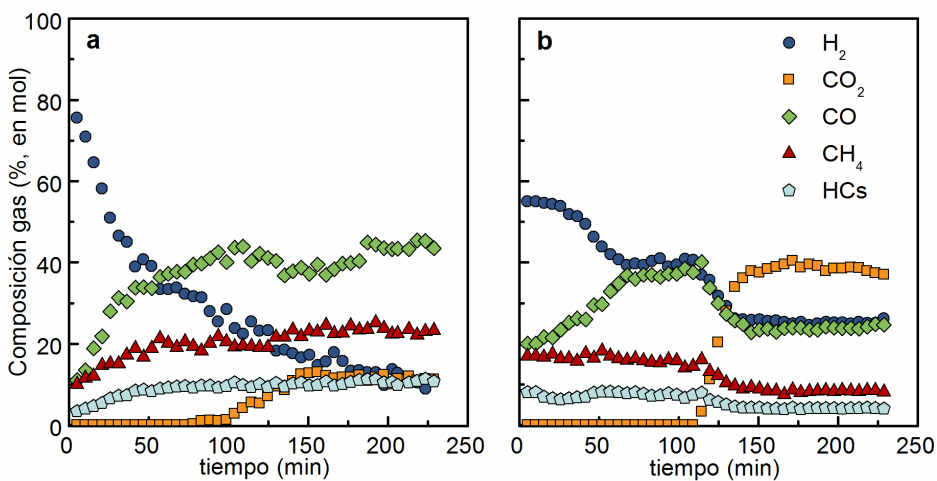 a
b
H2
CO2
CO
CH4
HCs
Composición gas (%, en mol)
100
80
60
40
20
0
0 50 100 150 200 250
0 50 100 150 200 250
tiempo (min)
tiempo (min)